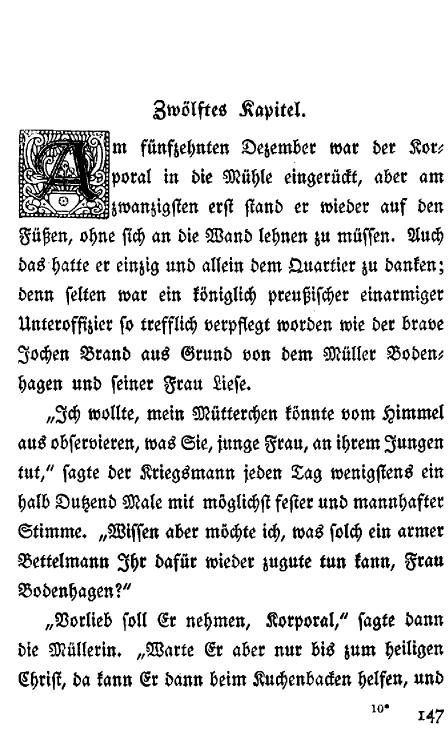 Zwölftes Kapitel.
Am fünfzehnten Dezember war der Kor-
poral in die Mühle eingerückt, aber am
zwanzigsten erst stand er wieder auf den
Füßen, ohne sich an die Wand lehnen zu müssen. Auch
das hatte er einzig und allein dem Quartier zu danken;
denn selten war ein königlich preußischer einarmiger
Unteroffizier so trefflich verpflegt worden wie der brave
Jochen Brand aus Grund von dem Müller Boden-
hagen und seiner Frau Liese.
„Ich wollte, mein Mütterchen könnte vom Himmel
aus observieren, was Sie, junge Frau, an ihrem Jungen
tut,“ sagte der Kriegsmann jeden Tag wenigstens ein
halb Dutzend Male mit möglichst fester und mannhafter
Stimme. „Wissen aber möchte ich, was solch ein armer
Bettelmann Ihr dafür wieder zugute tun kann, Frau
Bodenhagen?“
„Vorlieb soll Er nehmen, Korporal,“ sagte dann
die Müllerin. „Warte Er aber nur bis zum heiligen
Christ, da kann Er dann beim Kuchenbacken helfen, und
10*
147